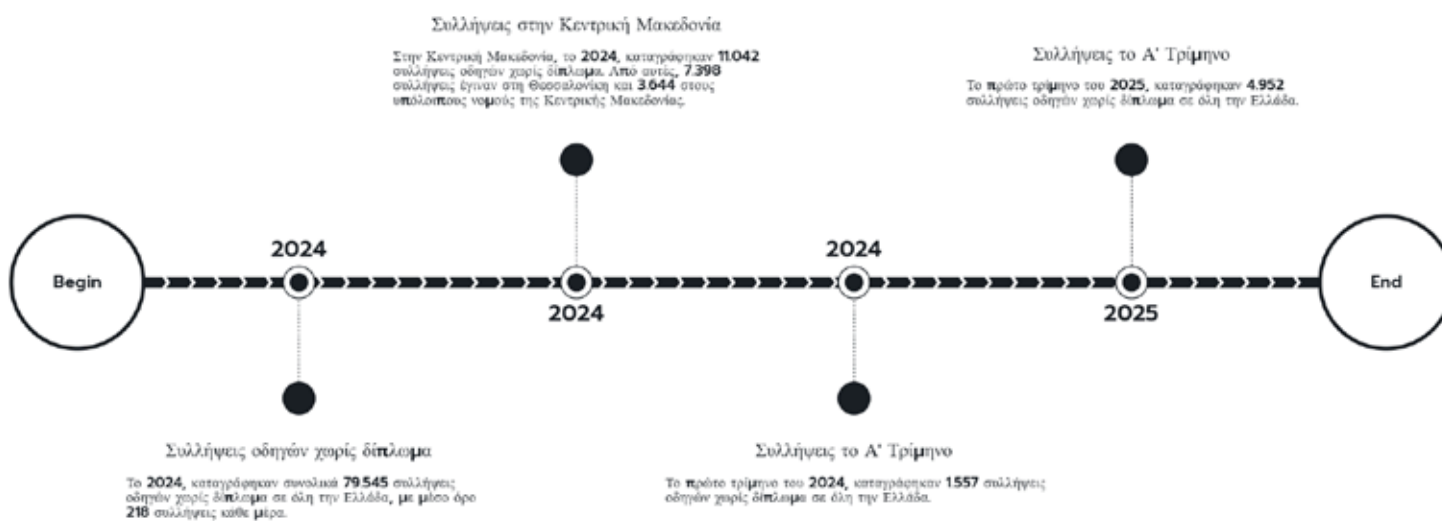 Συλλήψεις στην Κεντρική Μακεδονία
Στην Κεντρική Μακεδονία, το 2024, καταγράφηκαν 11.042
συλλήψεις οδηγών χωρίς δίπλωμα. Από αυτές, 7.398
συλλήψεις έγιναν στη Θεσσαλονίκη και 3.644 στους
υπόλοιπους νομούς της Κεντρικής Μακεδονίας.
Συλλήψεις το Α' Τρίμηνο
Το πρώτο τρίμηνο του 2025, καταγράφηκαν 4.952
συλλήψεις οδηγών χωρίς δίπλωμα σε όλη την Ελλάδα.
Begin
2024
2024
2024
2025
End
Συλλήψεις οδηγών χωρίς δίπλωμα
Το 2024, καταγράφηκαν συνολικά 79.545 συλλήψεις
οδηγών χωρίς δίπλωμα σε όλη την Ελλάδα, με μέσο όρο
218 συλλήψεις κάθε μέρα.
Συλλήψεις το Α' Τρίμηνο
Το πρώτο τρίμηνο του 2024, καταγράφηκαν 1.557 συλλήψεις
οδηγών χωρίς δίπλωμα σε όλη την Ελλάδα.